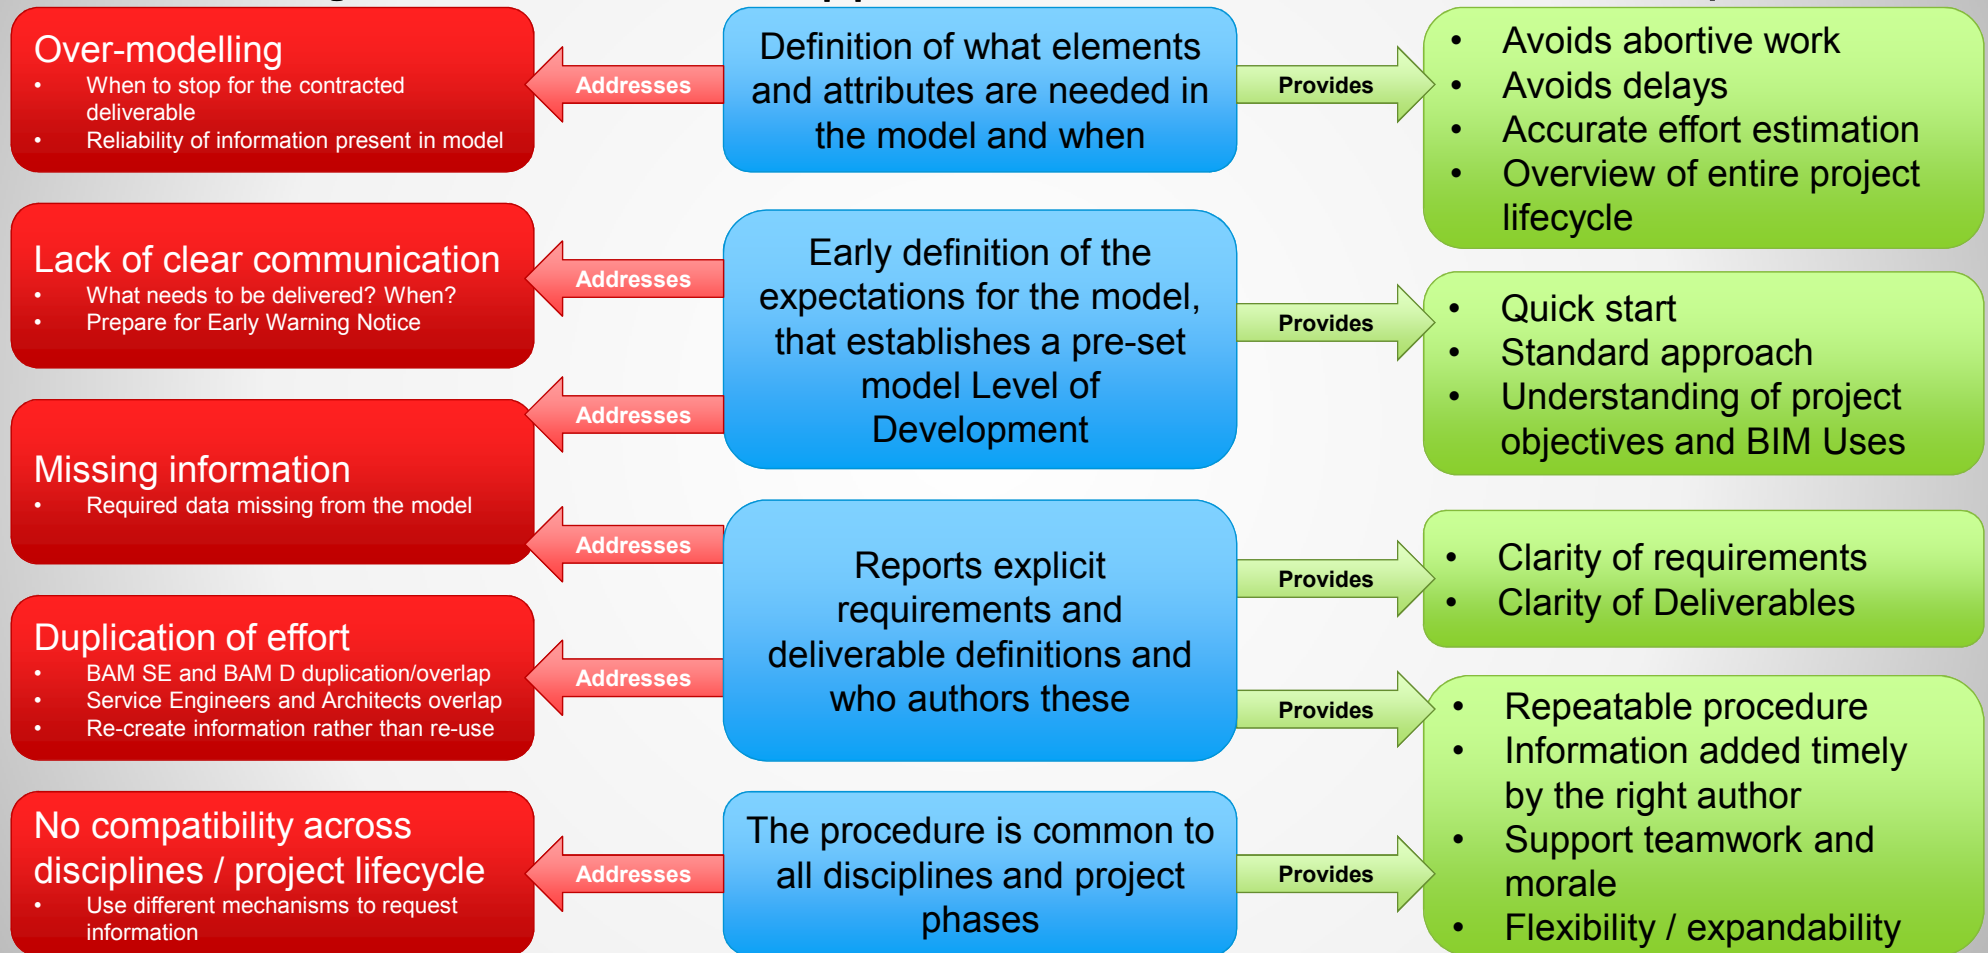 Over-modelling
• When to stop for the contracted
deliverable
• Reliability of information present in model
Addresses
Definition of what elements
and attributes are needed in
the model and when
Provides
• Avoids abortive work
• Avoids delays
• Accurate effort estimation
• Overview of entire project
lifecycle
Lack of clear communication
• What needs to be delivered? When?
• Prepare for Early Warning Notice
Addresses
Early definition of the
expectations for the model,
that establishes a pre-set
model Level of
Development
Provides
• Quick start
• Standard approach
• Understanding of project
objectives and BIM Uses
Addresses
Missing information
• Required data missing from the model
Addresses
Reports explicit
requirements and
deliverable definitions and
who authors these
Provides
• Clarity of requirements
• Clarity of Deliverables
Duplication of effort
• BAM SE and BAM D duplication/overlap
• Service Engineers and Architects overlap
• Re-create information rather than re-use
Addresses
Provides
• Repeatable procedure
• Information added timely
by the right author
• Support teamwork and
morale
• Flexibility / expandability
No compatibility across
disciplines / project lifecycle
• Use different mechanisms to request
information
Addresses
The procedure is common to
all disciplines and project
phases
Provides